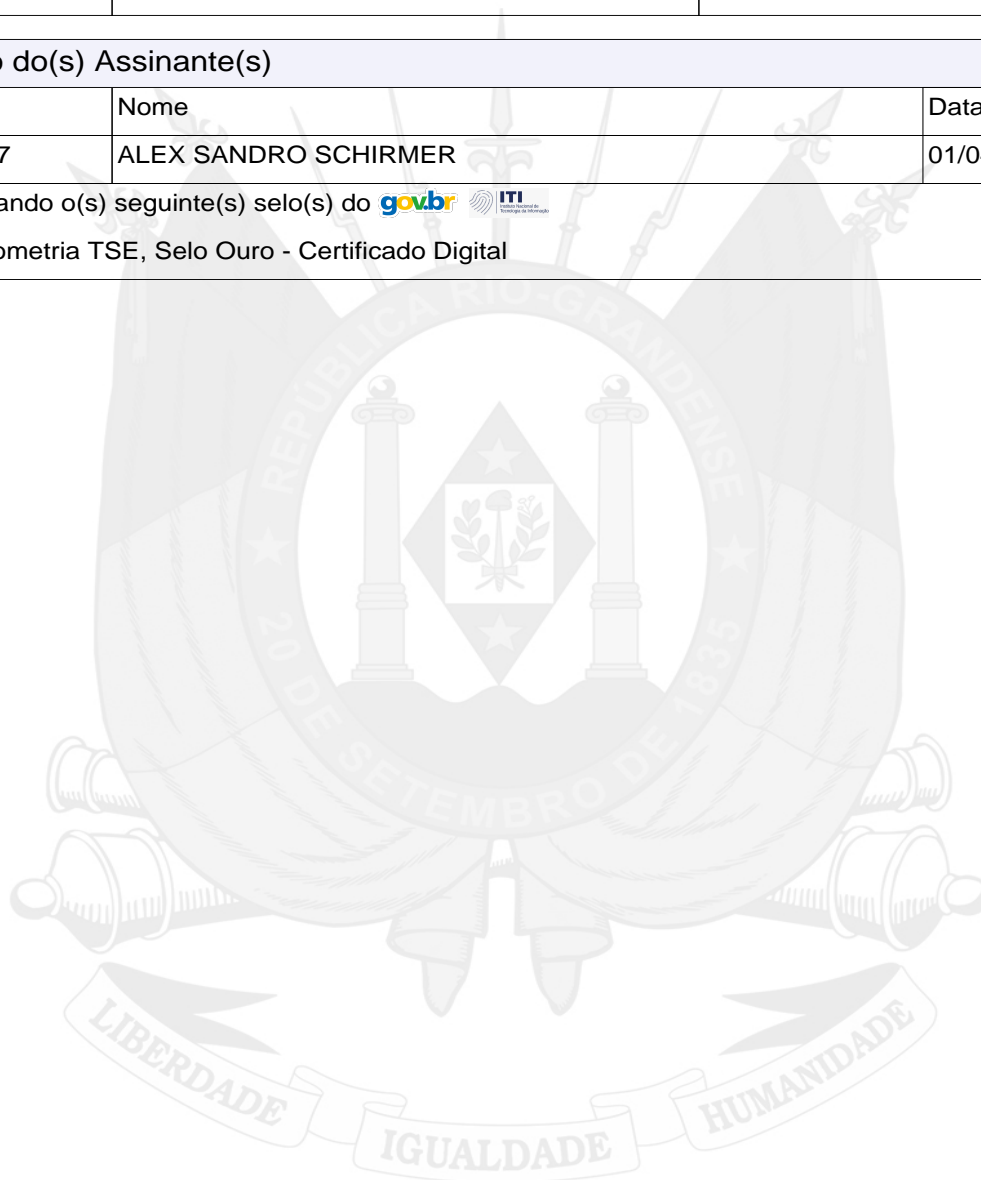 o do(s) Assinante(s)
Nome
Data
7
ALEX SANDRO SCHIRMER
01/0
ando o(s) seguinte(s) selo(s) do gov.br ITI
ometria TSE, Selo Ouro - Certificado Digital
REPÚBLICA RIO-GRANDENSE
20 DE SETEMBRO DE 1835
LIBERDADE
IGUALDADE
HUMANIDADE